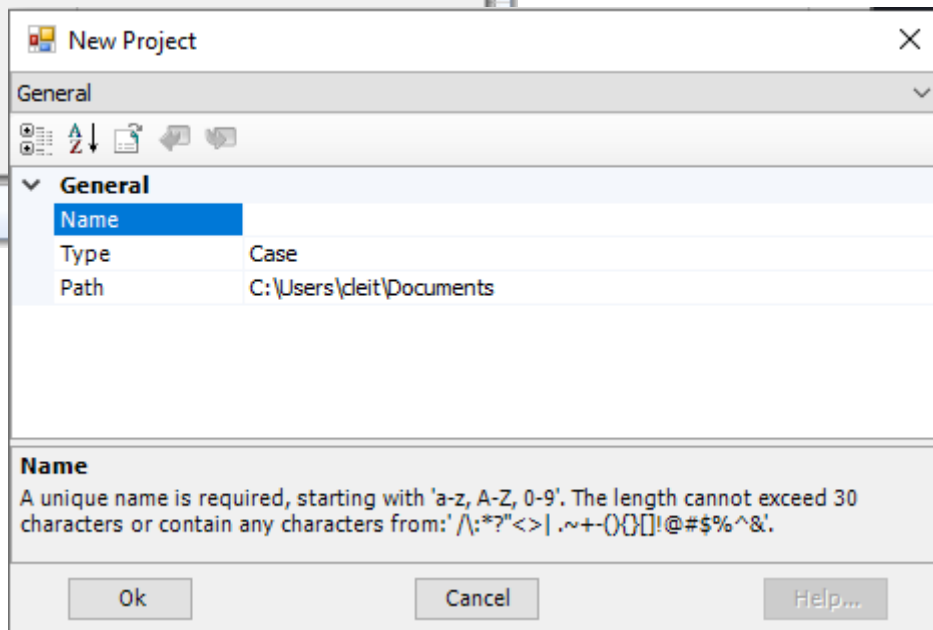 New Project
General
General
Name
Type Case
Path C:\Users\cleit\Documents
Name
A unique name is required, starting with 'a-z, A-Z, 0-9'. The length cannot exceed 30
characters or contain any characters from:' /\:*?"<>| .~+-(){}[]!@#$%^&'.
Ok Cancel Help...